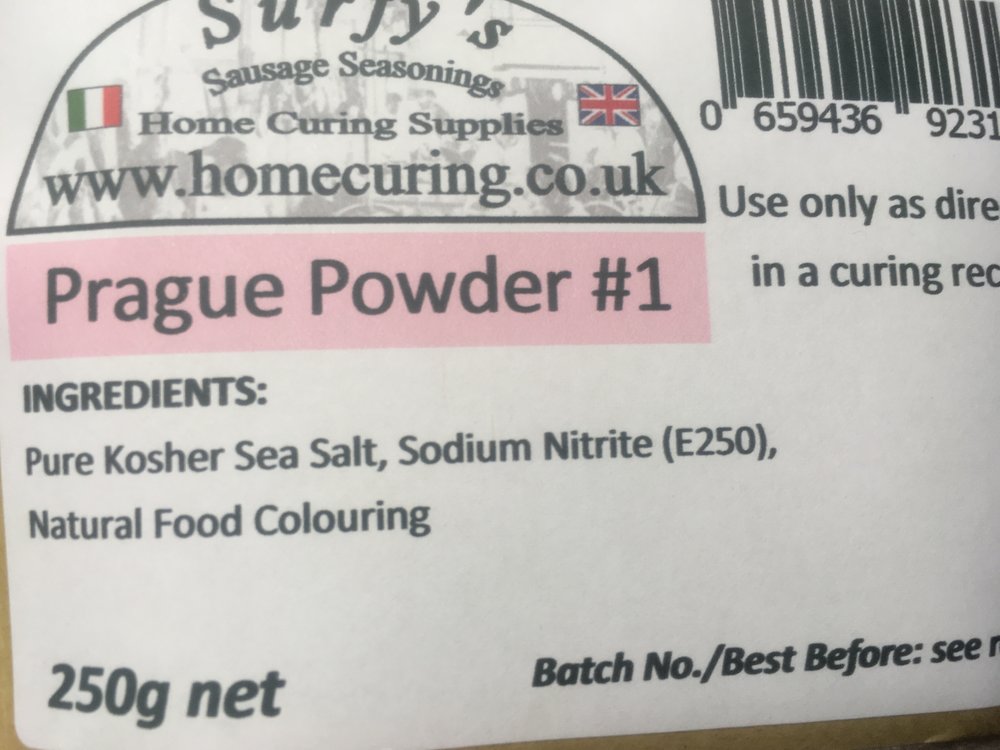 Surfy's
Sausage Seasonings
Home Curing Supplies
www.homecuring.co.uk
0 659436 9231
Use only as dire
in a curing rec
Prague Powder #1
INGREDIENTS:
Pure Kosher Sea Salt, Sodium Nitrite (E250),
Natural Food Colouring
250g net
Batch No./Best Before: see